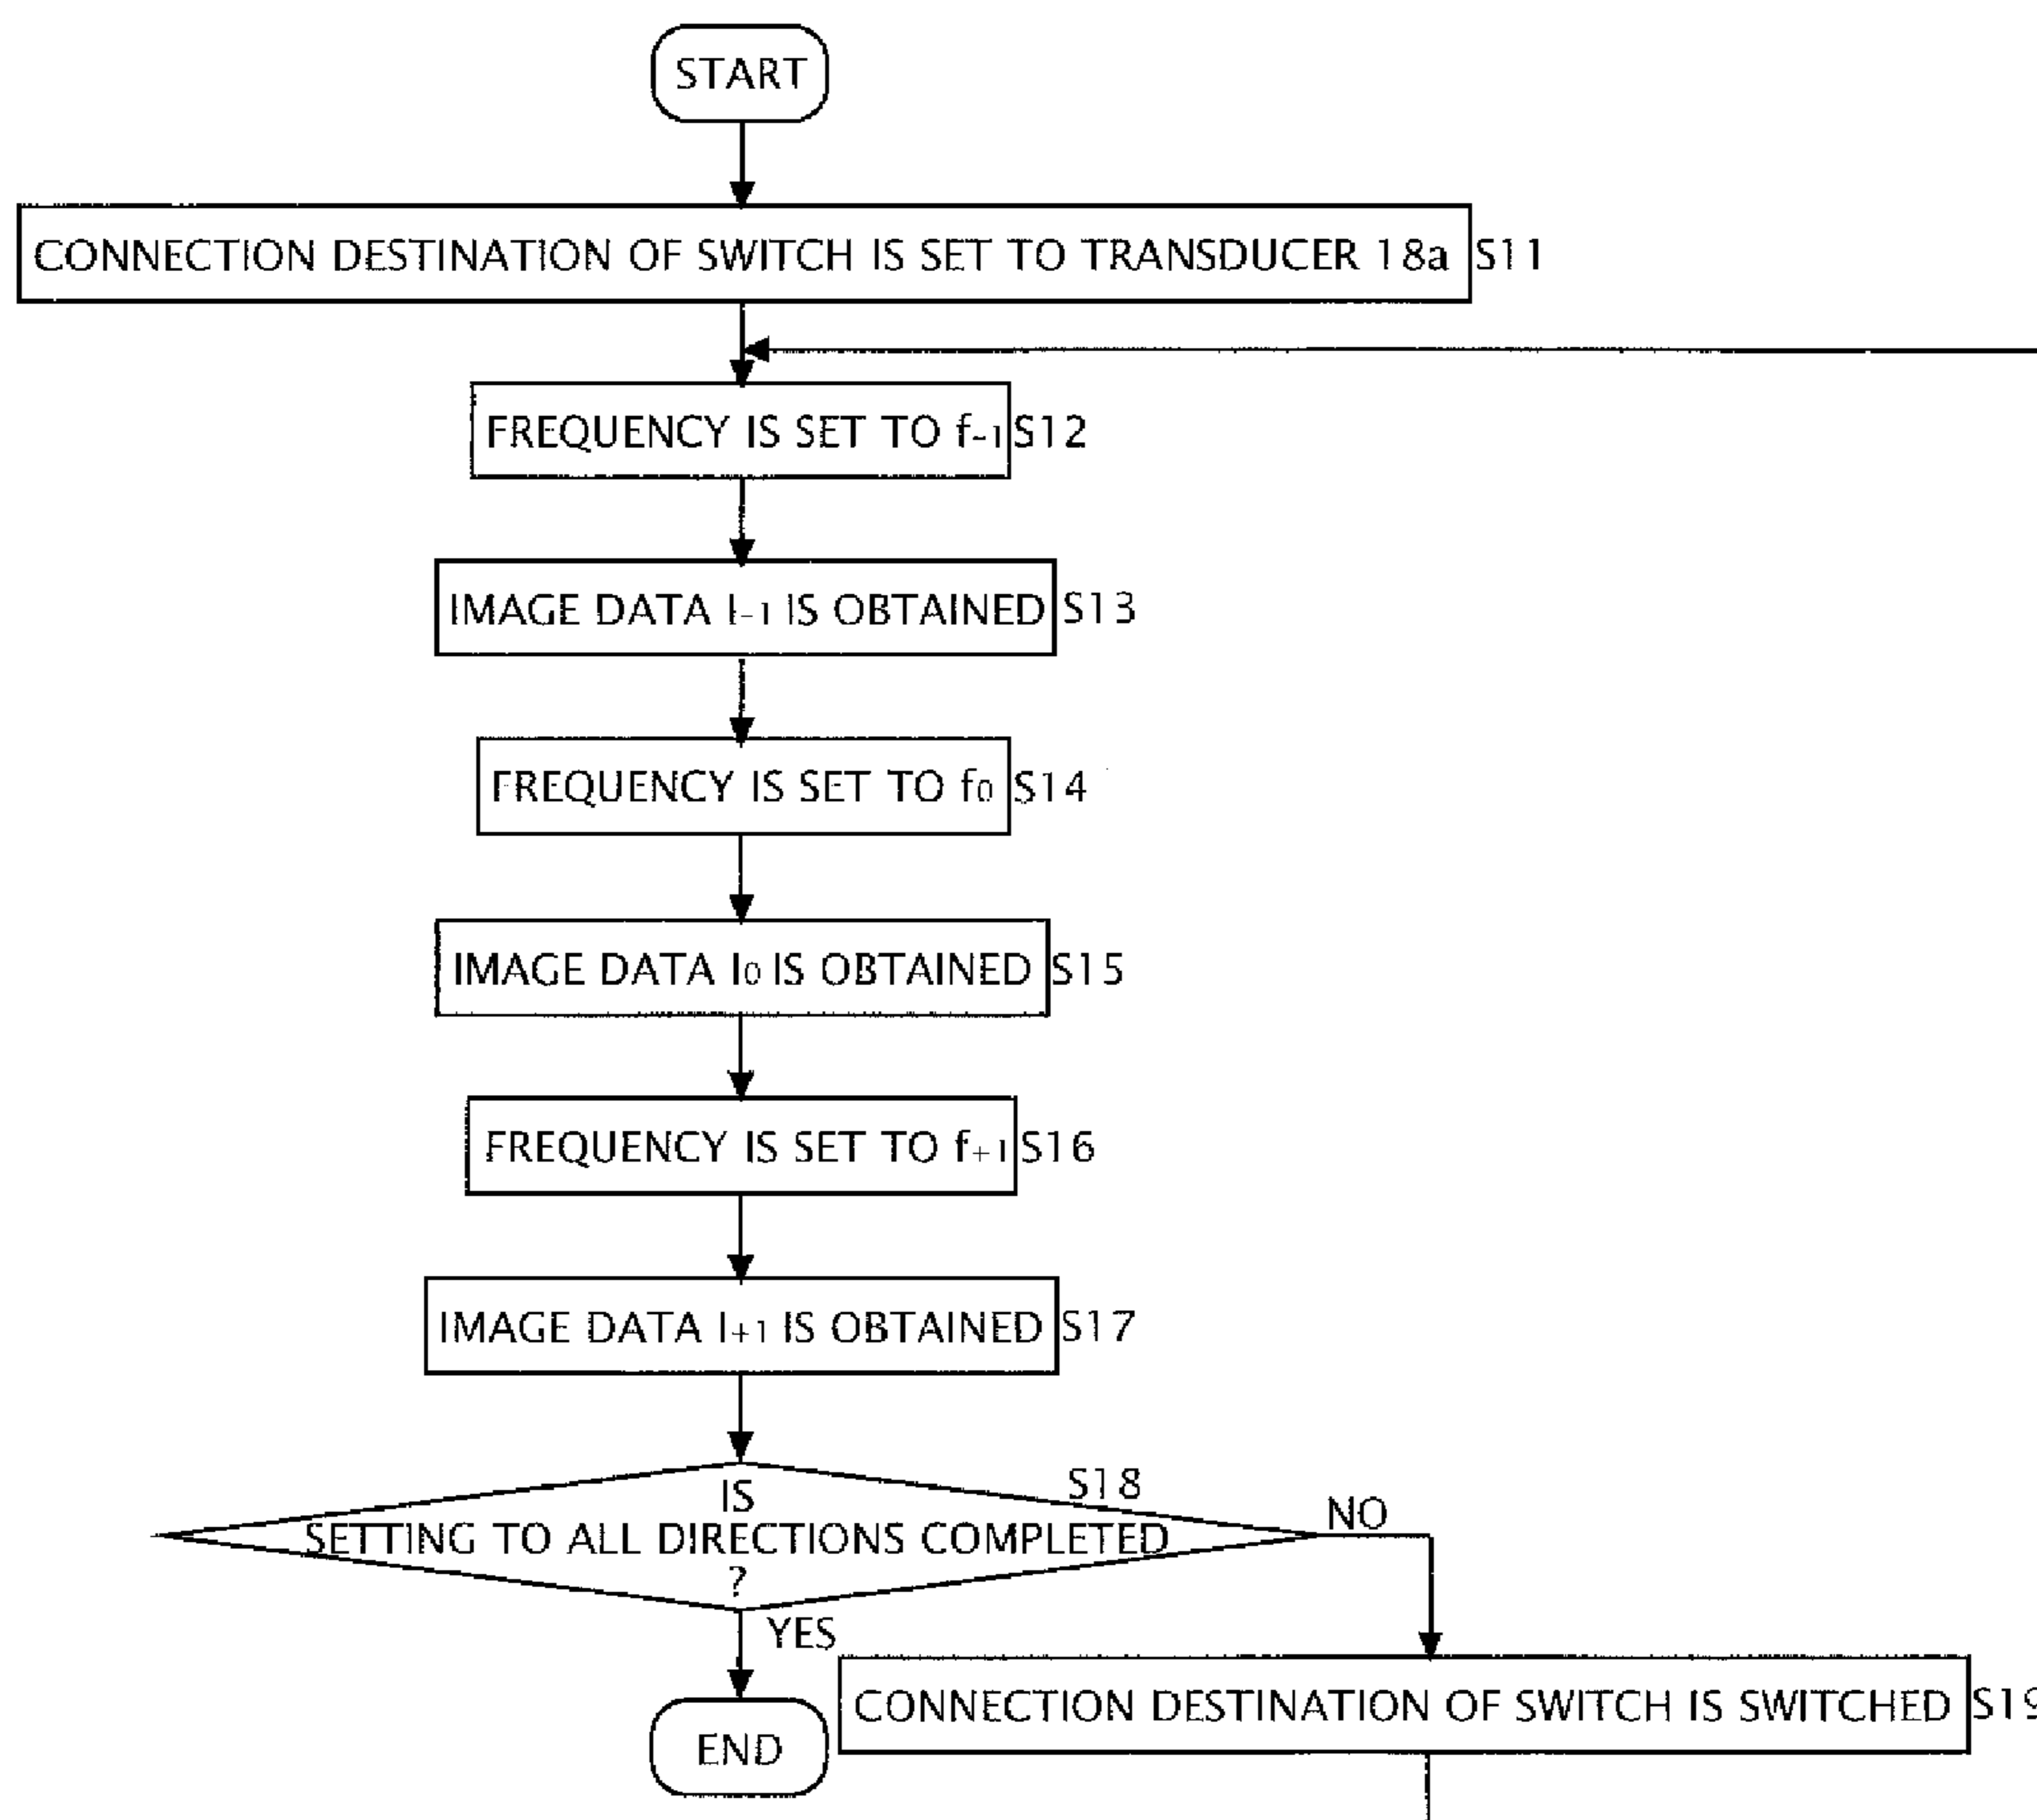 START
CONNECTION DESTINATION OF SWITCH IS SET TO TRANSDUCER 18a S11
FREQUENCY IS SET TO f-1 S12
IMAGE DATA I-1 IS OBTAINED S13
FREQUENCY IS SET TO f0 S14
IMAGE DATA I0 IS OBTAINED S15
FREQUENCY IS SET TO f+1 S16
IMAGE DATA I+1 IS OBTAINED S17
S18
IS
SETTING TO ALL DIRECTIONS COMPLETED
?
NO
YES
CONNECTION DESTINATION OF SWITCH IS SWITCHED S19
END